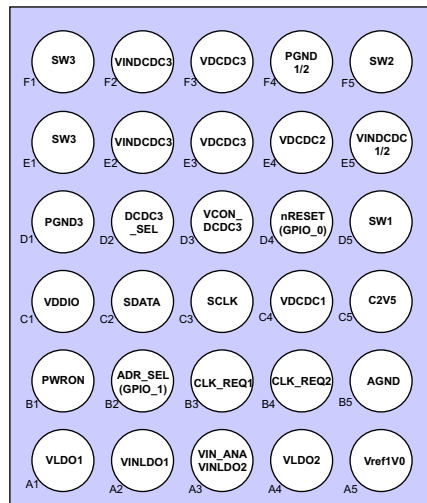 SW3
VINDCDC3
VDCDC3
PGND
1/2
SW2
F1
F2
F3
F4
F5
SW3
VINDCDC3
VDCDC3
VDCDC2
VINDCDC
1/2
E1
E2
E3
E4
E5
PGND3
DCDC3
_SEL
VCON_
DCDC3
nRESET
(GPIO_0)
SW1
D1
D2
D3
D4
D5
VDDIO
SDATA
SCLK
VDCDC1
C2V5
C1
C2
C3
C4
C5
PWRON
ADR_SEL
(GPIO_1)
CLK_REQ1
CLK_REQ2
AGND
B1
B2
B3
B4
B5
VLDO1
VINLDO1
VIN_ANA
VINLDO2
VLDO2
Vref1V0
A1
A2
A3
A4
A5